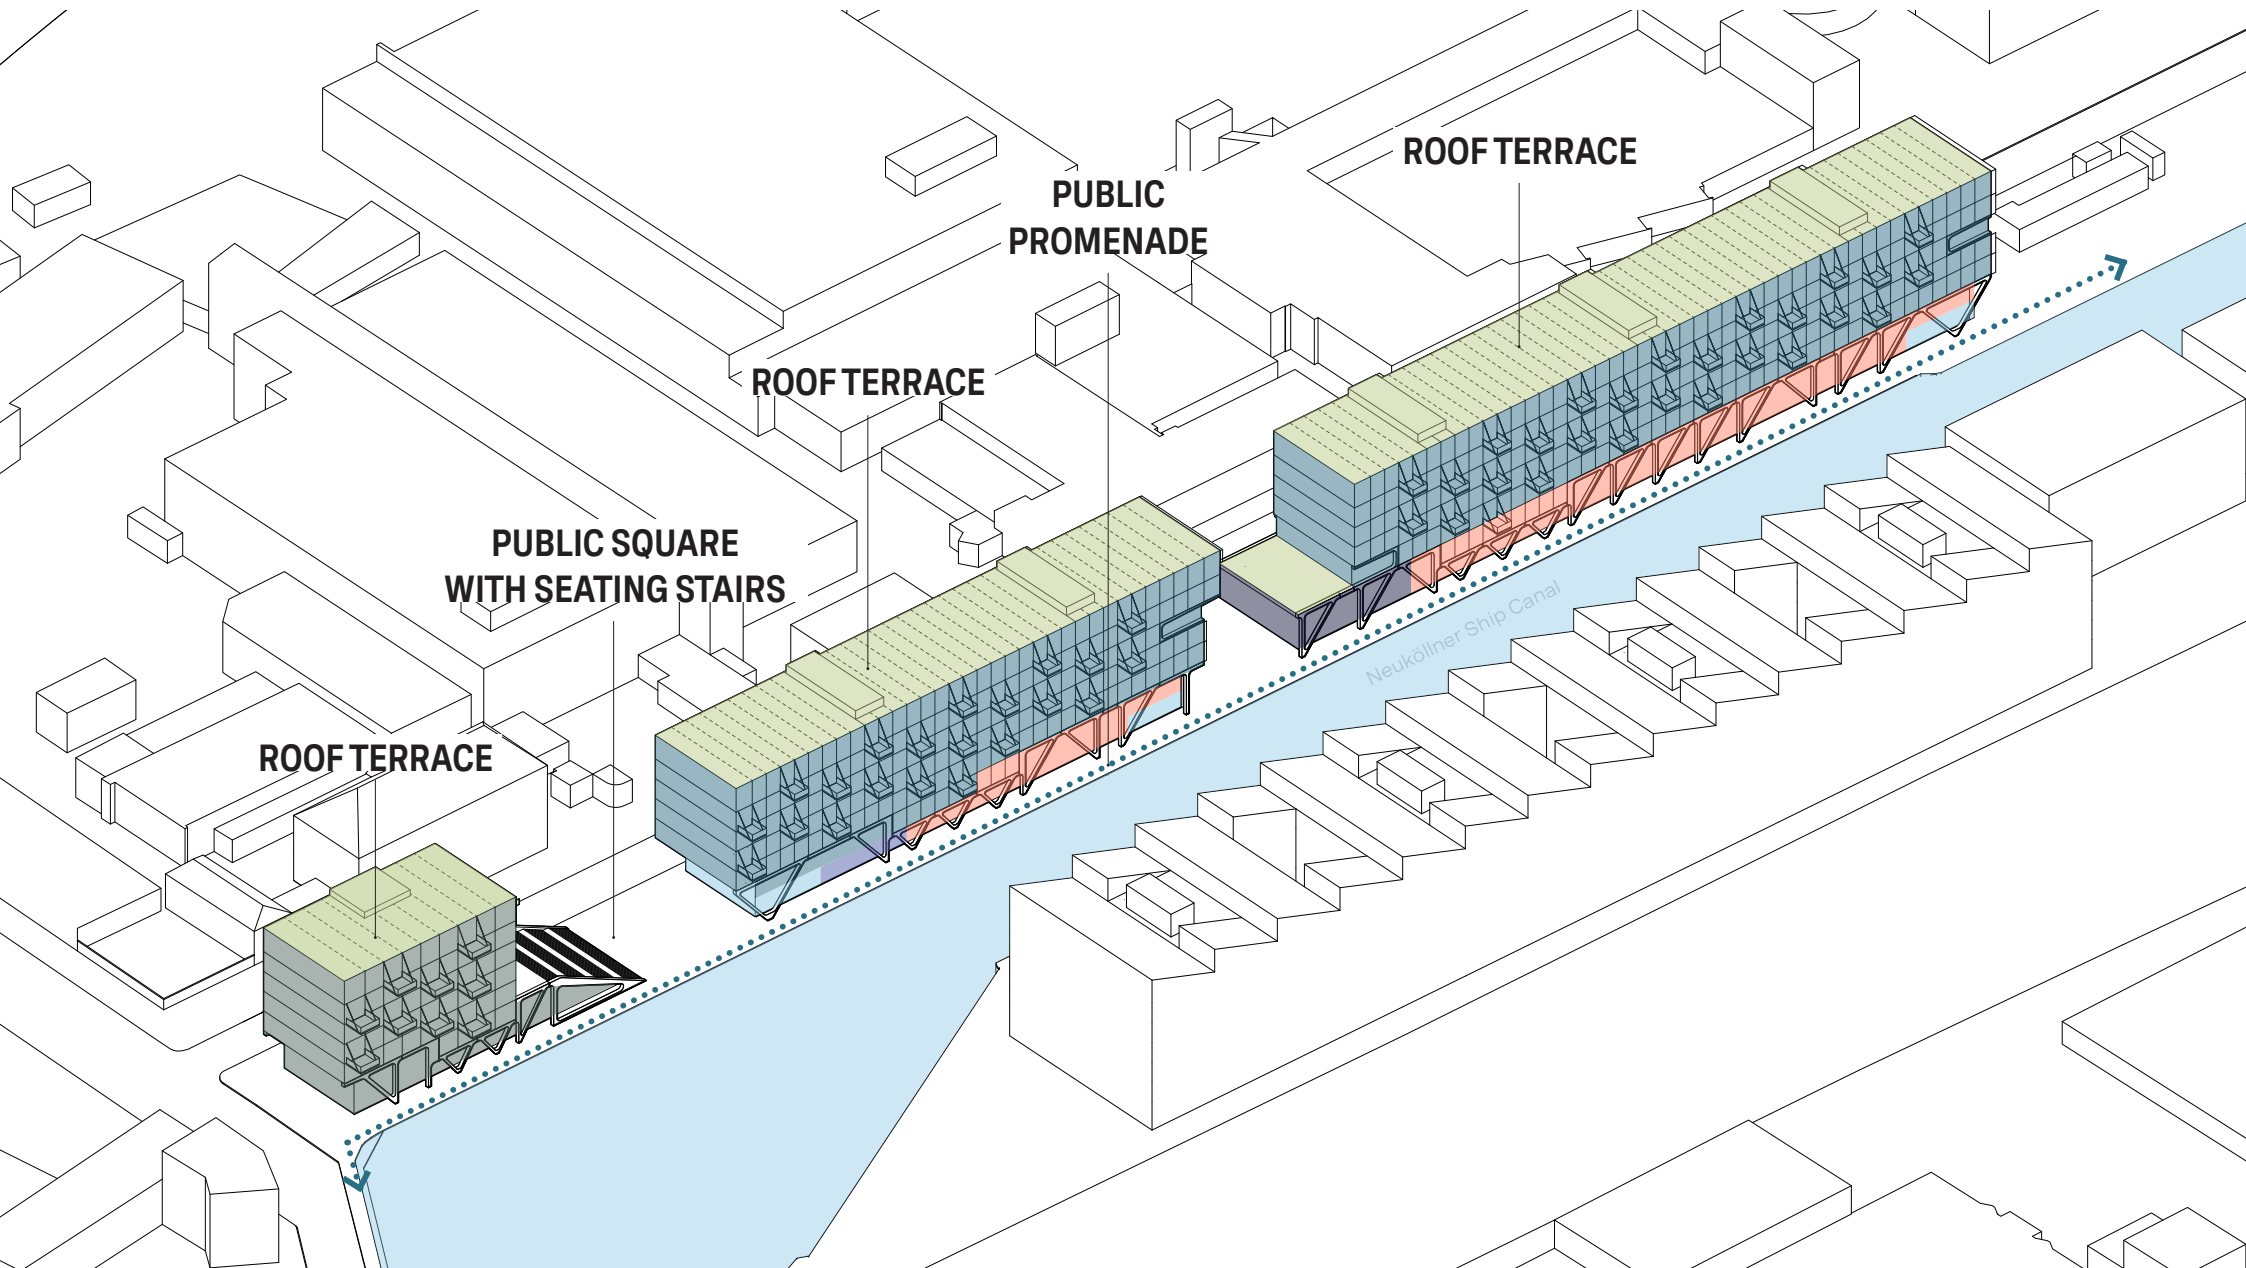 ROOF TERRACE
PUBLIC
PROMENADE
ROOF TERRACE
PUBLIC SQUARE
WITH SEATING STAIRS
ROOF TERRACE
Neuköllner Ship Canal